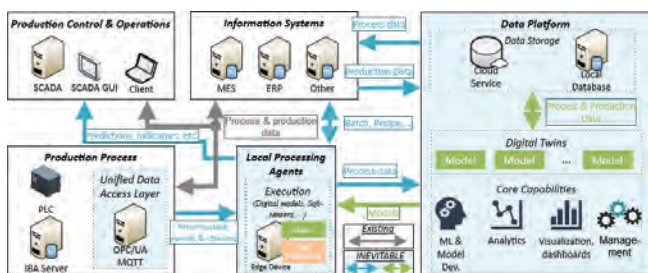 Production Control & Operations
SCADA
SCADA GUI
Client
Information Systems
MES
ERP
Other
Process data
Production Data
Data Platform
Data Storage
Cloud
Service
Local
Database
Process & Production
Data
Digital Twins
Model
Model
...
Model
Core Capabilities
ML &
Model
Dev.
Analytics
Visualization,
dashboards
Manage-
ment
Process & production
data
Batch, Recipe,...
Predictions, Indicators, etc.
Production Process
PLC
IBA Server
Unified Data
Access Layer
OPC/UA
MQTT
Local Processing
Agents
Execution
(Digital models, Soft-
sensors, ...)
Edge Device
Process data
Models
Existing
INEVITABLE